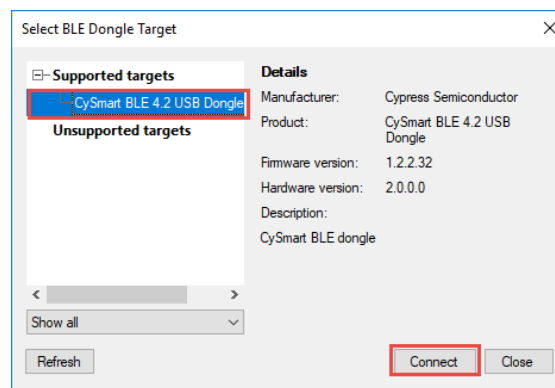 Select BLE Dongle Target
Supported targets
CySmart BLE 4.2 USB Dongle
Unsupported targets
Show all
Refresh
Details
Manufacturer: Cypress Semiconductor
Product: CySmart BLE 4.2 USB
Dongle
Firmware version: 1.2.2.32
Hardware version: 2.0.0.0
Description:
CySmart BLE dongle
Connect
Close